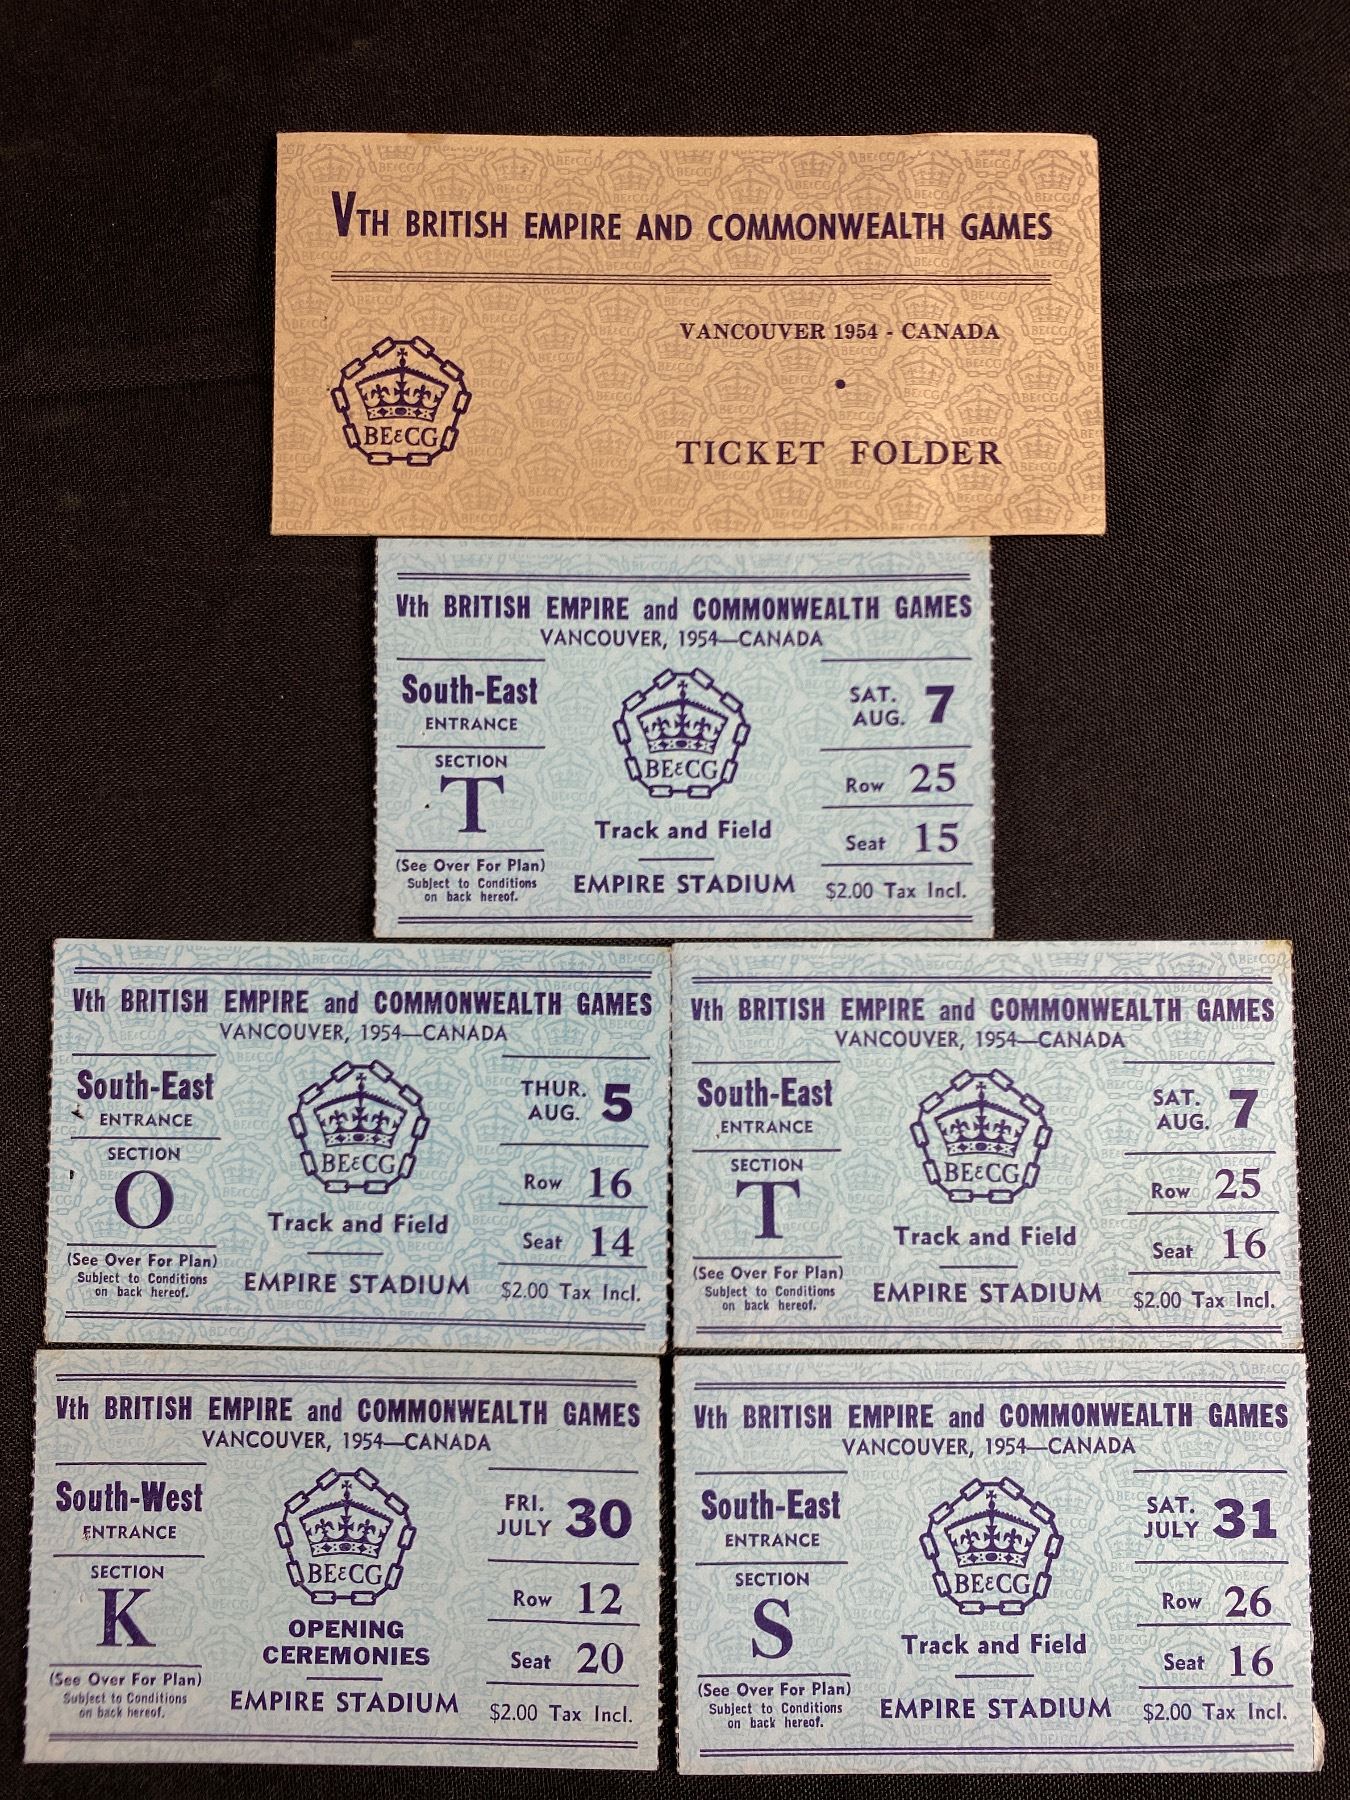 Vth BRITISH EMPIRE AND COMMONWEALTH GAMES
VANCOUVER 1954 - CANADA
•
BE&CG
TICKET FOLDER
Vth BRITISH EMPIRE and COMMONWEALTH GAMES
VANCOUVER, 1954—CANADA
South-East
ENTRANCE
SECTION
T
(See Over For Plan)
Subject to Conditions
on back hereof.
BE&CG
Track and Field
EMPIRE STADIUM
SAT.
AUG. 7
Row 25
Seat 15
$2.00 Tax Incl.
Vth BRITISH EMPIRE and COMMONWEALTH GAMES
VANCOUVER, 1954—CANADA
South-East
ENTRANCE
SECTION
O
(See Over For Plan)
Subject to Conditions
on back hereof.
BE&CG
Track and Field
EMPIRE STADIUM
THUR.
AUG. 5
Row 16
Seat 14
$2.00 Tax Incl.
Vth BRITISH EMPIRE and COMMONWEALTH GAMES
VANCOUVER, 1954—CANADA
South-East
ENTRANCE
SECTION
T
(See Over For Plan)
Subject to Conditions
on back hereof.
BE&CG
Track and Field
EMPIRE STADIUM
SAT.
AUG. 7
Row 25
Seat 16
$2.00 Tax Incl.
Vth BRITISH EMPIRE and COMMONWEALTH GAMES
VANCOUVER, 1954—CANADA
South-West
ENTRANCE
SECTION
K
(See Over For Plan)
Subject to Conditions
on back hereof.
BE&CG
OPENING
CEREMONIES
EMPIRE STADIUM
FRI.
JULY 30
Row 12
Seat 20
$2.00 Tax Incl.
Vth BRITISH EMPIRE and COMMONWEALTH GAMES
VANCOUVER, 1954—CANADA
South-East
ENTRANCE
SECTION
S
(See Over For Plan)
Subject to Conditions
on back hereof.
BE&CG
Track and Field
EMPIRE STADIUM
SAT.
JULY 31
Row 26
Seat 16
$2.00 Tax Incl.